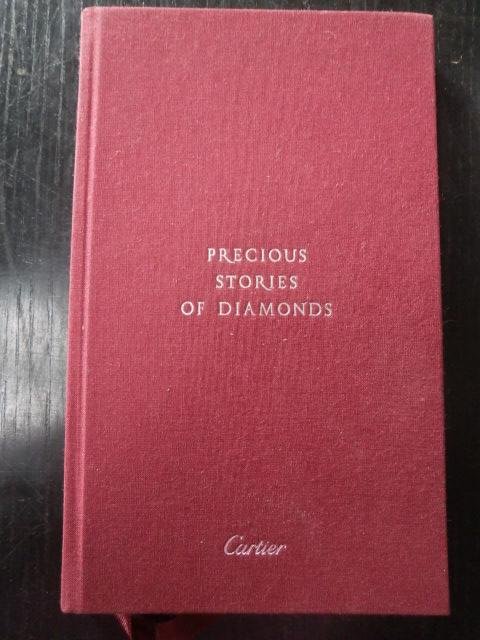 PRECIOUS
STORIES
OF DIAMONDS
Cartier